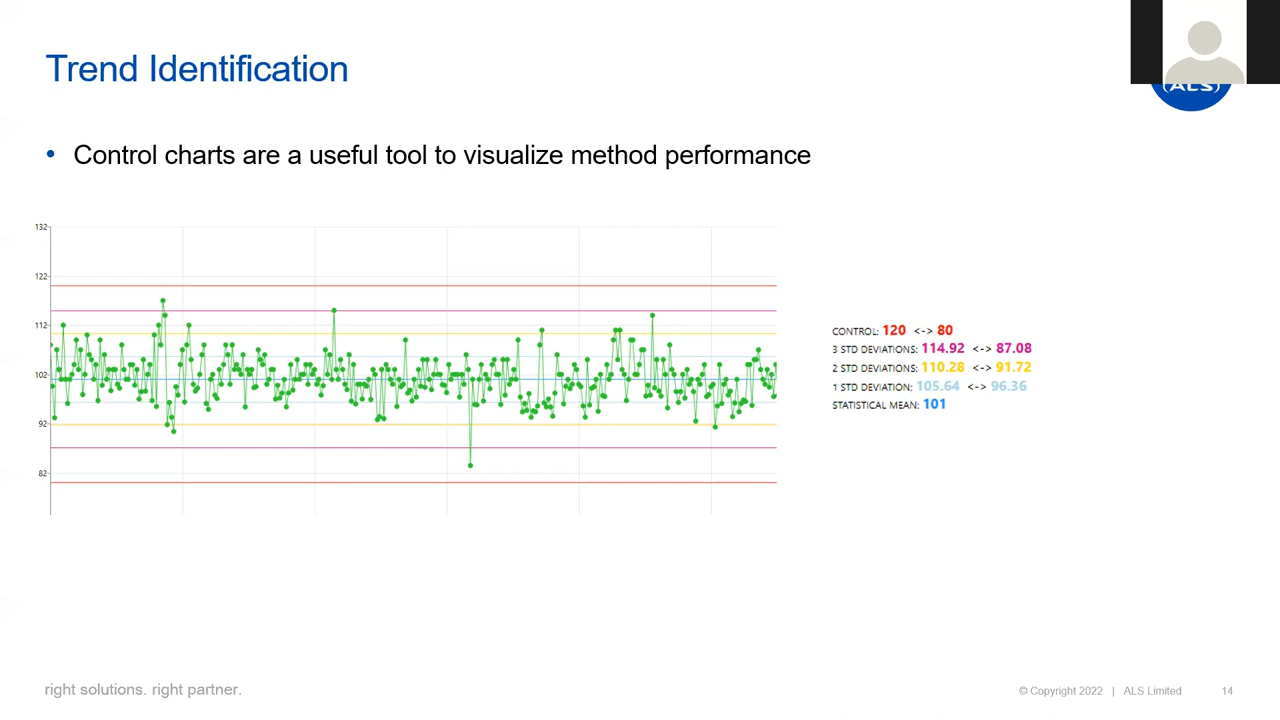 Trend Identification
(ALS)
• Control charts are a useful tool to visualize method performance
132
122
112
102
92
82
CONTROL: 120 <-> 80
3 STD DEVIATIONS: 114.92 <-> 87.08
2 STD DEVIATIONS: 110.28 <-> 91.72
1 STD DEVIATION: 105.64 <-> 96.36
STATISTICAL MEAN: 101
right solutions. right partner.
© Copyright 2022 | ALS Limited 14